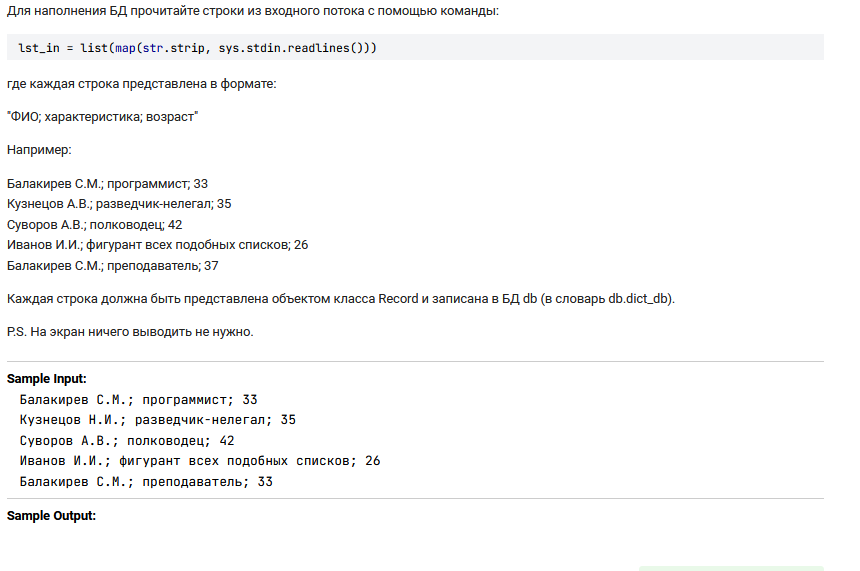 Для наполнения БД прочитайте строки из входного потока с помощью команды:
lst_in = list(map(str.strip, sys.stdin.readlines()))
где каждая строка представлена в формате:
"ФИО; характеристика; возраст"
Например:
Балакирев С.М.; программист; 33
Кузнецов А.В.; разведчик-нелегал; 35
Суворов А.В.; полководец; 42
Иванов И.И.; фигурант всех подобных списков; 26
Балакирев С.М.; преподаватель; 37
Каждая строка должна быть представлена объектом класса Record и записана в БД db (в словарь db.dict_db).
P.S. На экран ничего выводить не нужно.
Sample Input:
Балакирев С.М.; программист; 33
Кузнецов Н.И.; разведчик-нелегал; 35
Суворов А.В.; полководец; 42
Иванов И.И.; фигурант всех подобных списков; 26
Балакирев С.М.; преподаватель; 33
Sample Output: